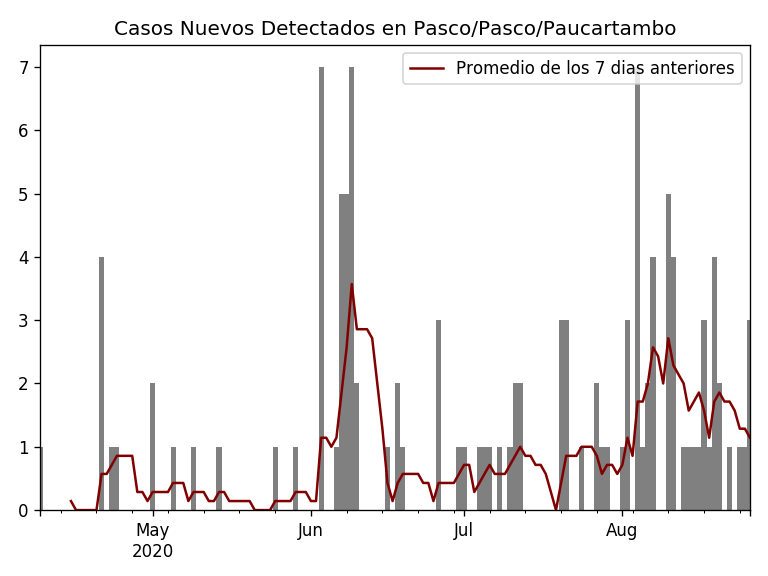 Casos Nuevos Detectados en Pasco/Pasco/Paucartambo
Promedio de los 7 dias anteriores
7
6
5
4
3
2
1
0
May
2020
Jun
Jul
Aug